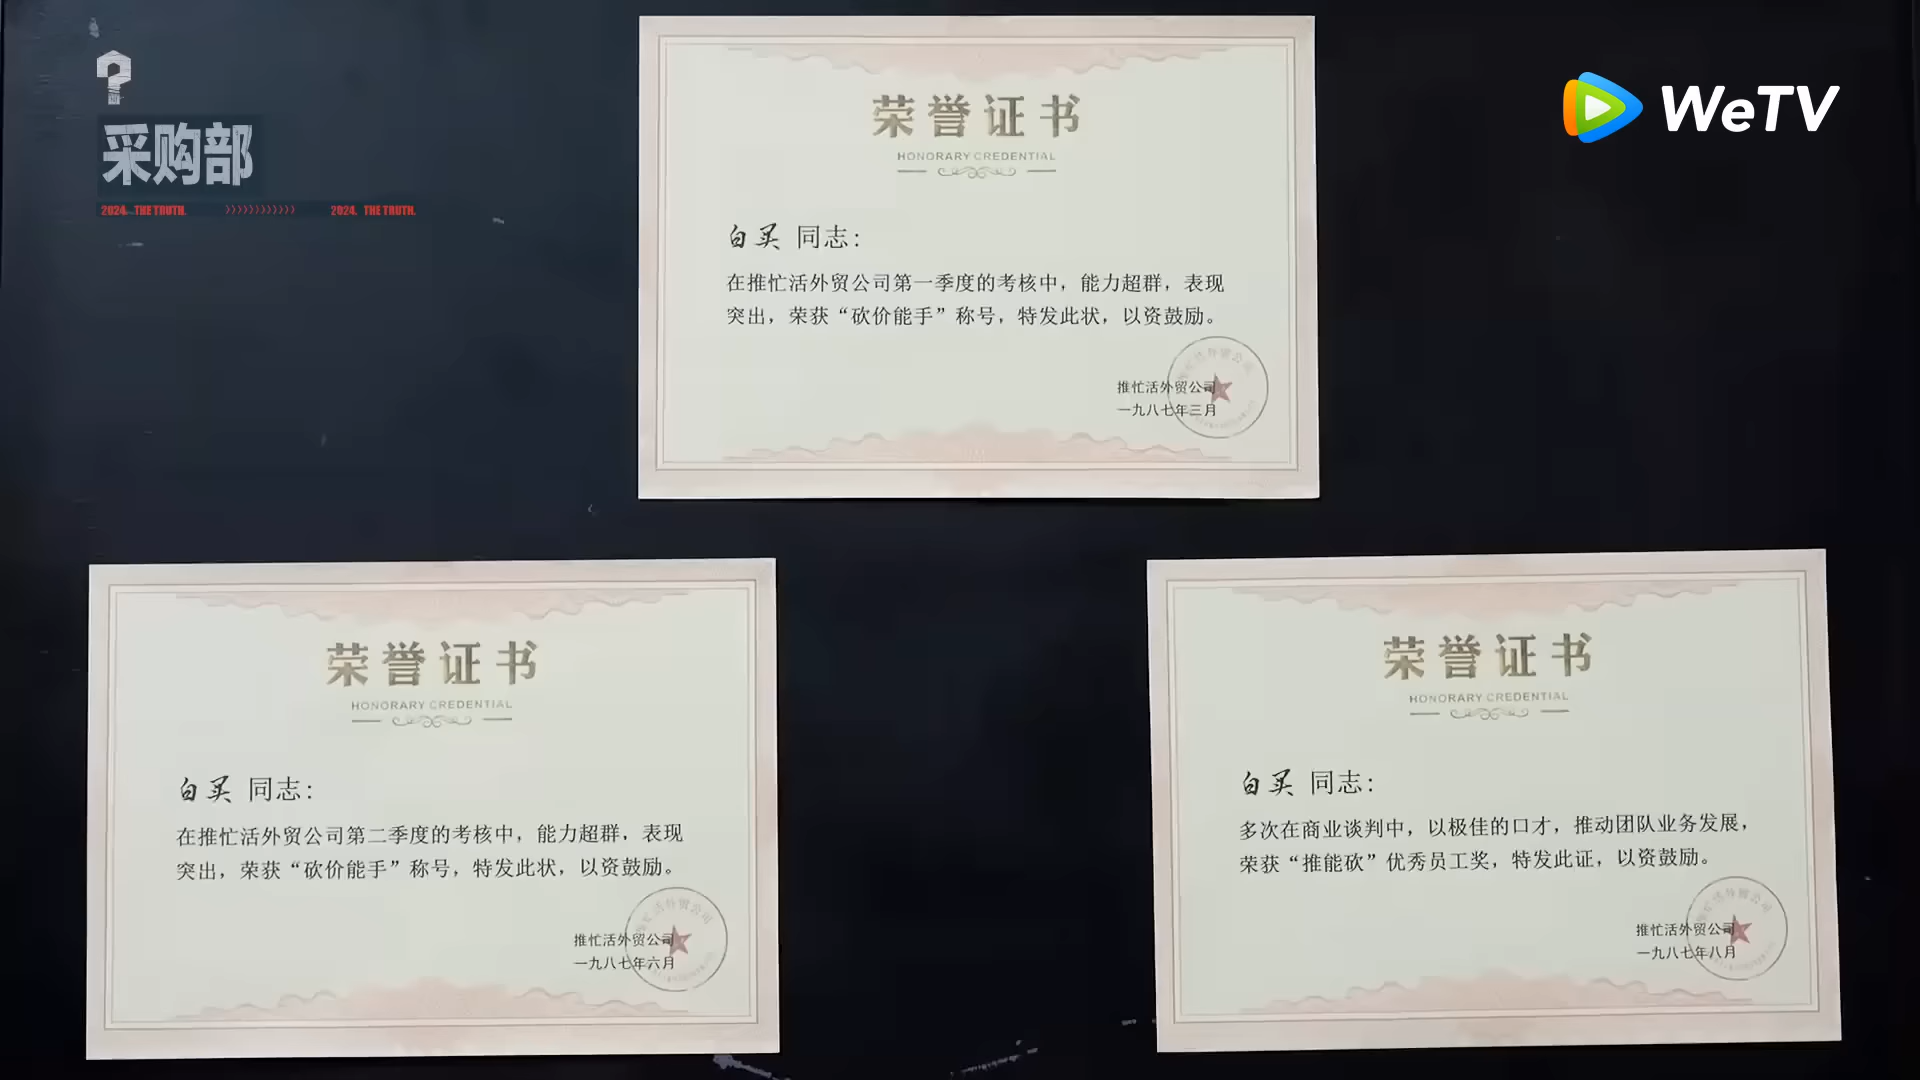 采购部
2024. THE TRUTH. 2024. THE TRUTH.
WeTV
荣誉证书
HONORARY CREDENTIAL
白买 同志:
在推忙活外贸公司第一季度的考核中，能力超群，表现
突出，荣获“砍价能手”称号，特发此状，以资鼓励。
推忙活外贸公司
一九八七年三月
荣誉证书
HONORARY CREDENTIAL
白买 同志:
在推忙活外贸公司第二季度的考核中，能力超群，表现
突出，荣获“砍价能手”称号，特发此状，以资鼓励。
推忙活外贸公司
一九八七年六月
荣誉证书
HONORARY CREDENTIAL
白买 同志:
多次在商业谈判中，以极佳的口才，推动团队业务发展，
荣获“推能砍”优秀员工奖，特发此证，以资鼓励。
推忙活外贸公司
一九八七年八月